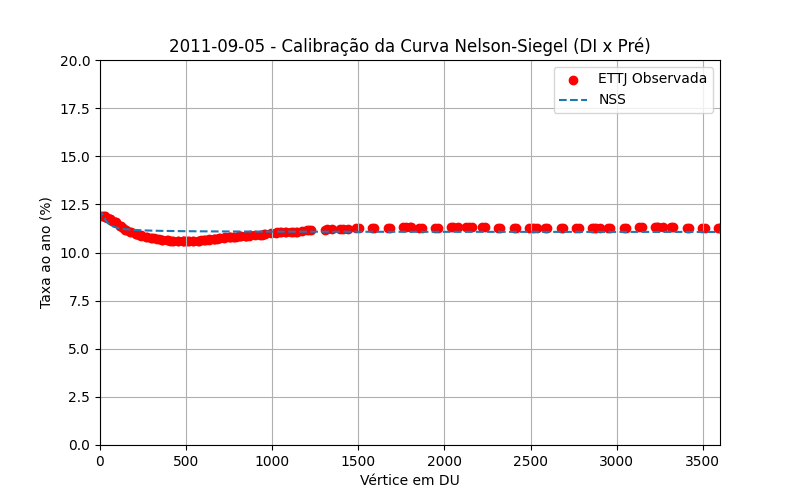 2011-09-05 - Calibração da Curva Nelson-Siegel (DI x Pré)
ETTJ Observada
NSS
20.0
17.5
15.0
12.5
10.0
7.5
5.0
2.5
0.0
Taxa ao ano (%)
0 500 1000 1500 2000 2500 3000 3500
Vértice em DU